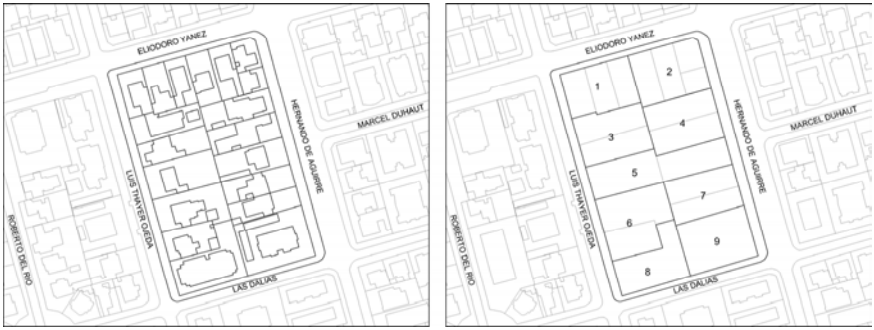 ELIODORO YANEZ
HERNANDO DE AGUIRRE
MARCEL DUHAUT
LUIS THAYER OJEDA
ROBERTO DEL RIO
LAS DALIAS
ELIODORO YANEZ
1
2
HERNANDO DE AGUIRRE
MARCEL DUHAUT
3
4
5
LUIS THAYER OJEDA
7
ROBERTO DEL RIO
6
9
8
LAS DALIAS